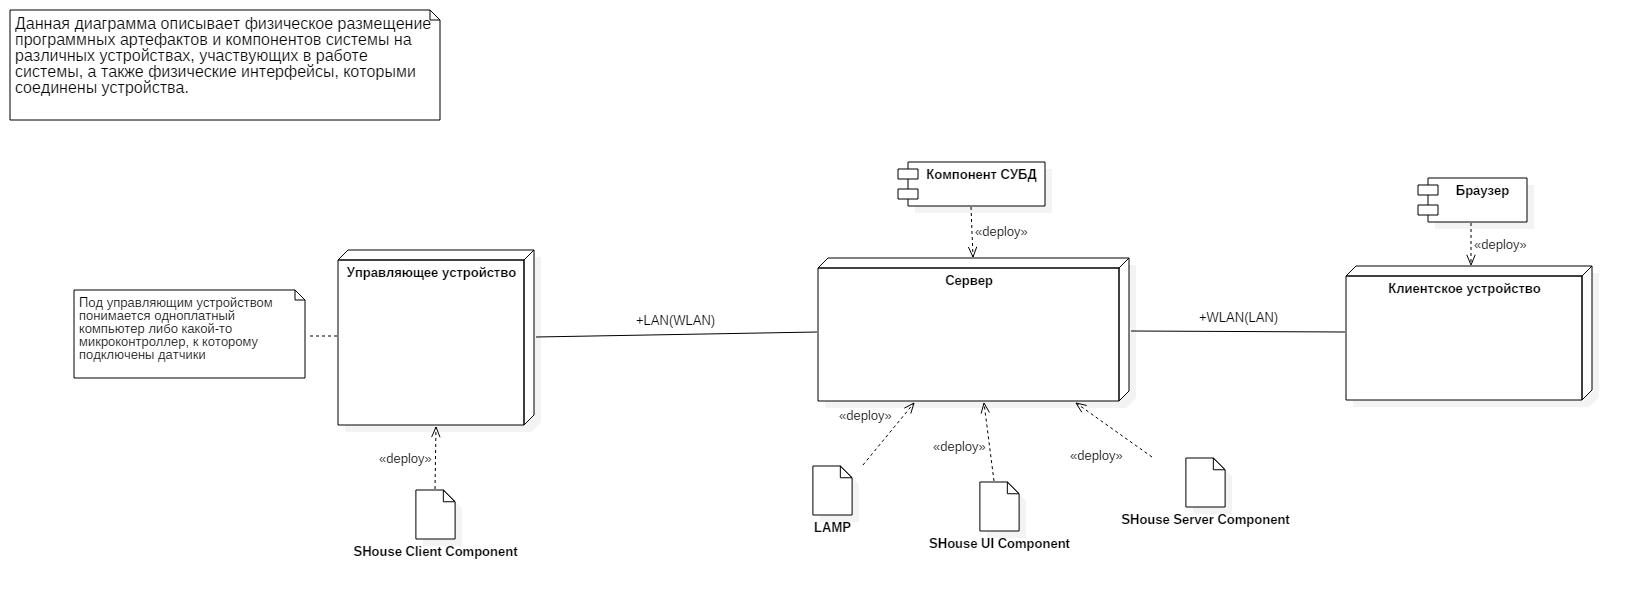 Данная диаграмма описывает физическое размещение
программных артефактов и компонентов системы на
различных устройствах, участвующих в работе
системы, а также физические интерфейсы, которыми
соединены устройства.
Компонент СУБД
«deploy»
Браузер
«deploy»
Управляющее устройство
Сервер
Клиентское устройство
Под управляющим устройством
понимается одноплатный
компьютер либо какой-то
микроконтроллер, к которому
подключены датчики
+LAN(WLAN)
+WLAN(LAN)
«deploy»
«deploy»
«deploy»
«deploy»
SHouse Client Component
LAMP
SHouse UI Component
SHouse Server Component